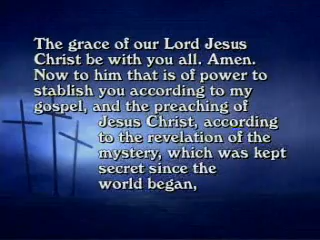 The grace of our Lord Jesus
Christ be with you all. Amen.
Now to him that is of power to
stablish you according to my
gospel, and the preaching of
Jesus Christ, according
to the revelation of the
mystery, which was kept
secret since the
world began,